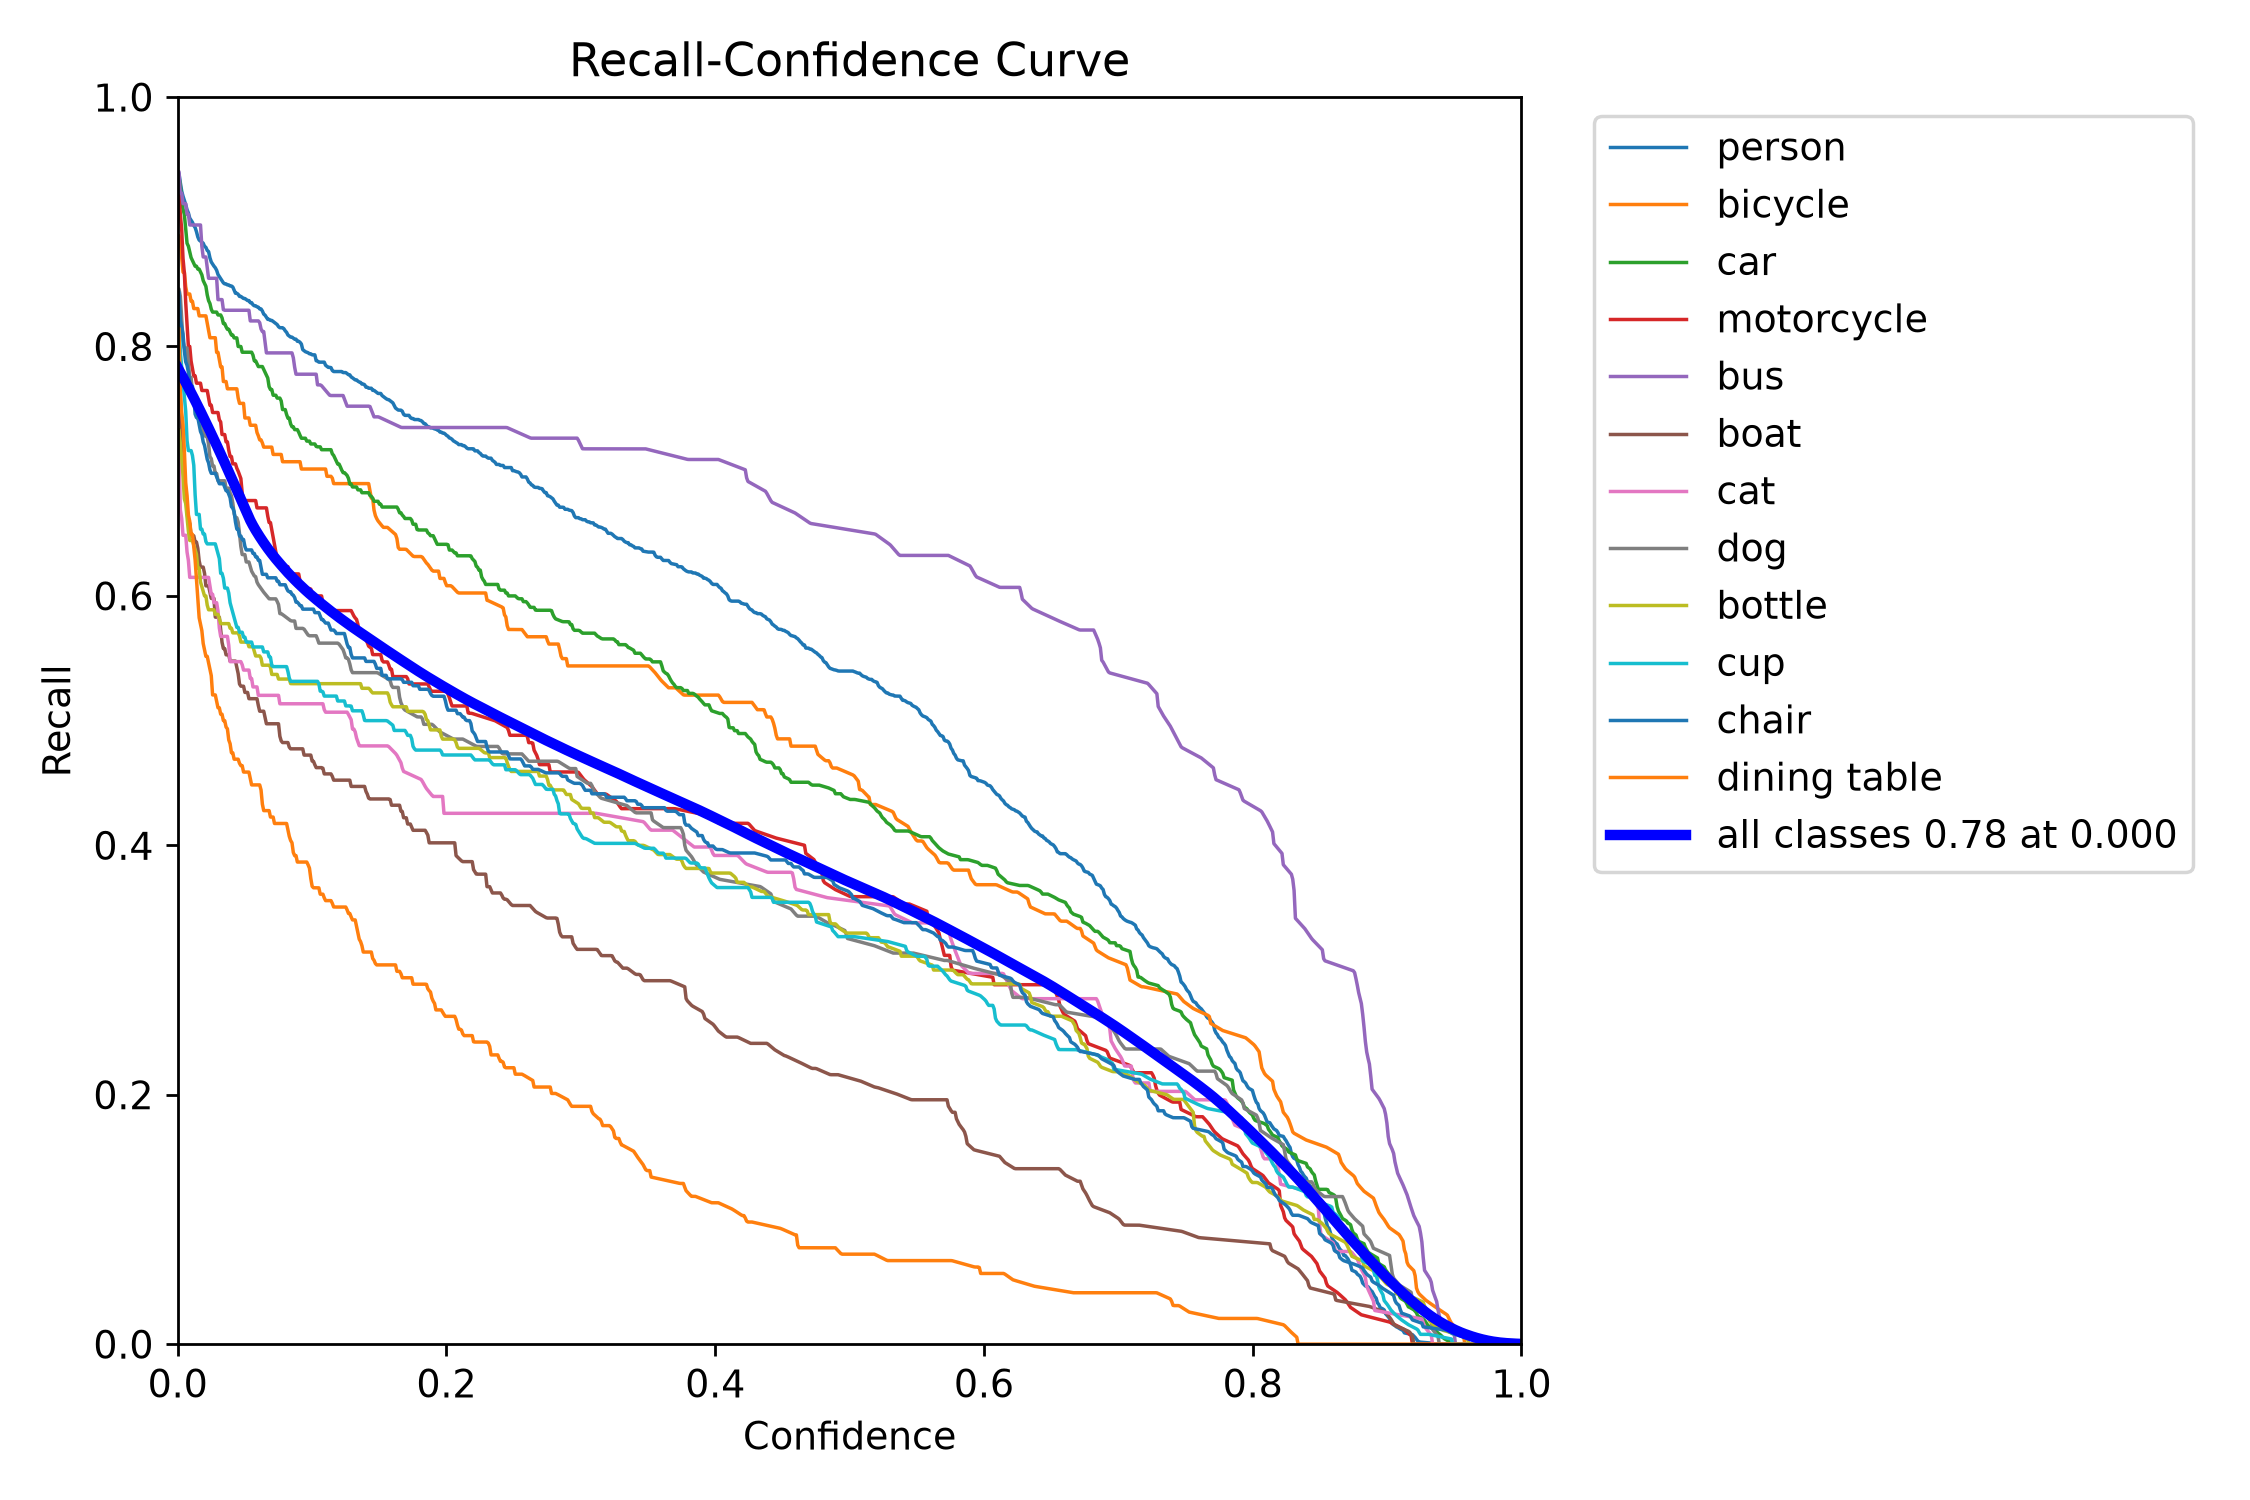 Recall-Confidence Curve
1.0
0.8
0.6
0.4
0.2
0.0
Recall
0.0 0.2 0.4 0.6 0.8 1.0
Confidence
person
bicycle
car
motorcycle
bus
boat
cat
dog
bottle
cup
chair
dining table
all classes 0.78 at 0.000